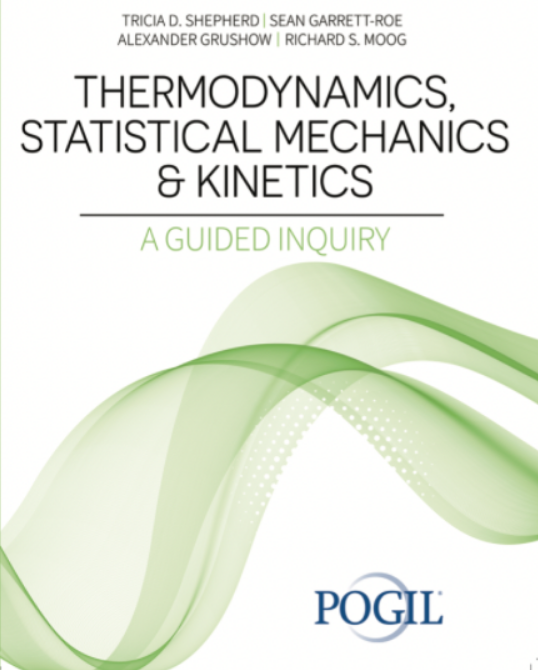 TRICIA D. SHEPHERD | SEAN GARRETT-ROE
ALEXANDER GRUSHOW | RICHARD S. MOOG
THERMODYNAMICS,
STATISTICAL MECHANICS
& KINETICS
A GUIDED INQUIRY
POGIL